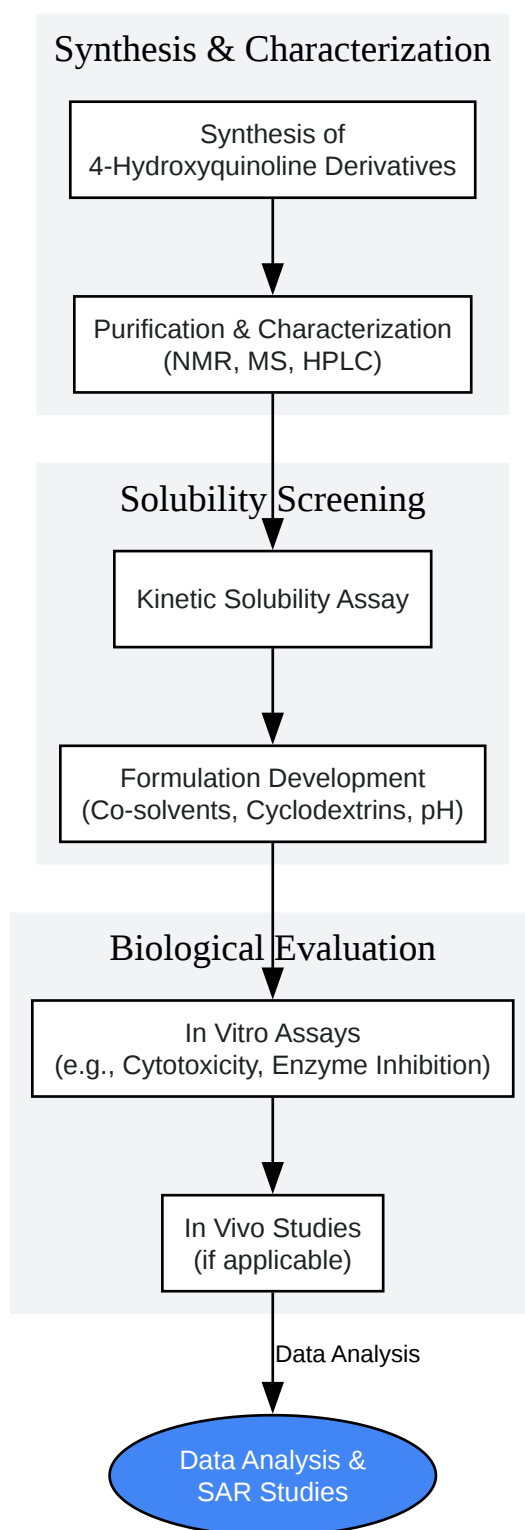 Synthesis & Characterization
Synthesis of
4-Hydroxyquinoline Derivatives
Purification & Characterization
(NMR, MS, HPLC)
Solubility Screening
Kinetic Solubility Assay
Formulation Development
(Co-solvents, Cyclodextrins, pH)
Biological Evaluation
In Vitro Assays
(e.g., Cytotoxicity, Enzyme Inhibition)
In Vivo Studies
(if applicable)
Data Analysis
Data Analysis &
SAR Studies